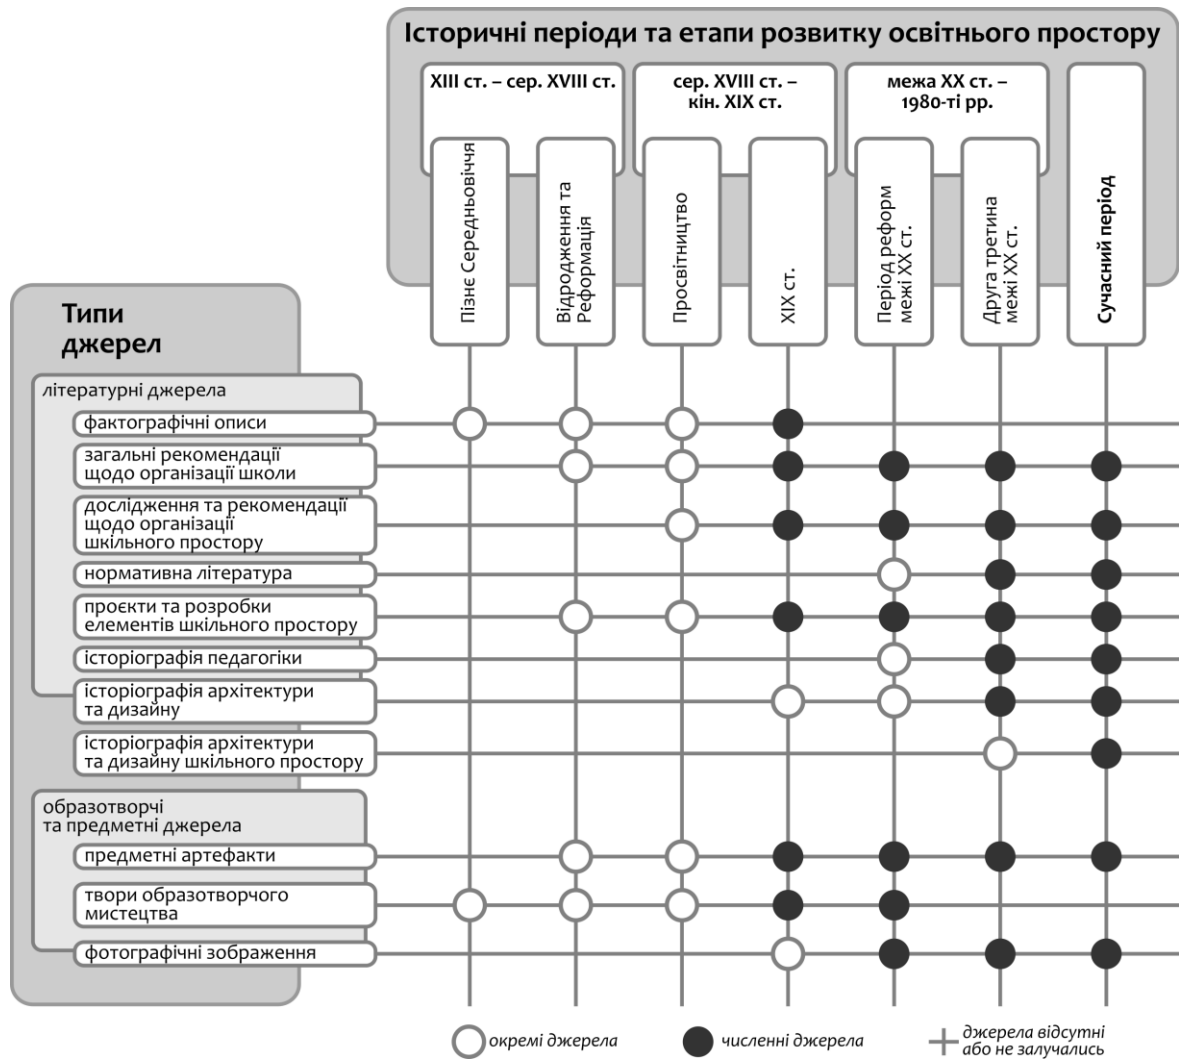 Історичні періоди та етапи розвитку освітнього простору
XIII ст. – сер. XVIII ст.
сер. XVIII ст. –
кін. XIX ст.
межа XX ст. –
1980-ті рр.
Пізнє Середньовіччя
Відродження та
Реформація
Просвітництво
XIX ст.
Період реформ
межі XX ст.
Друга третина
межі XX ст.
Сучасний період
Типи
джерел
літературні джерела
фактографічні описи
загальні рекомендації
щодо організації школи
дослідження та рекомендації
щодо організації
шкільного простору
нормативна література
проєкти та розробки
елементів шкільного простору
історіографія педагогіки
історіографія архітектури
та дизайну
історіографія архітектури
та дизайну шкільного простору
образотворчі
та предметні джерела
предметні артефакти
твори образотворчого
мистецтва
фотографічні зображення
окремі джерела
численні джерела
джерела відсутні
або не залучались